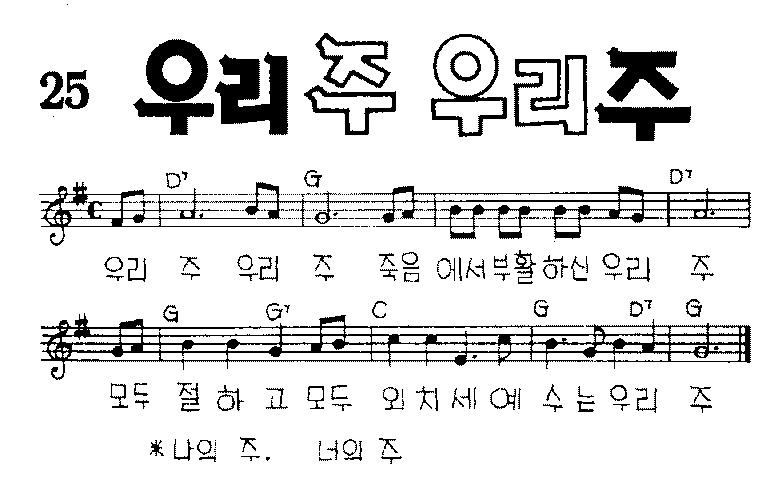 25 우리주 우리주
D7 G D7
우리 주 우리 주 죽음 에서부활하신 우리 주
G G7 C G D7 G
모두 절 하 고 모두 외 치 세 예 수 는 우리 주
*나의 주. 너의 주